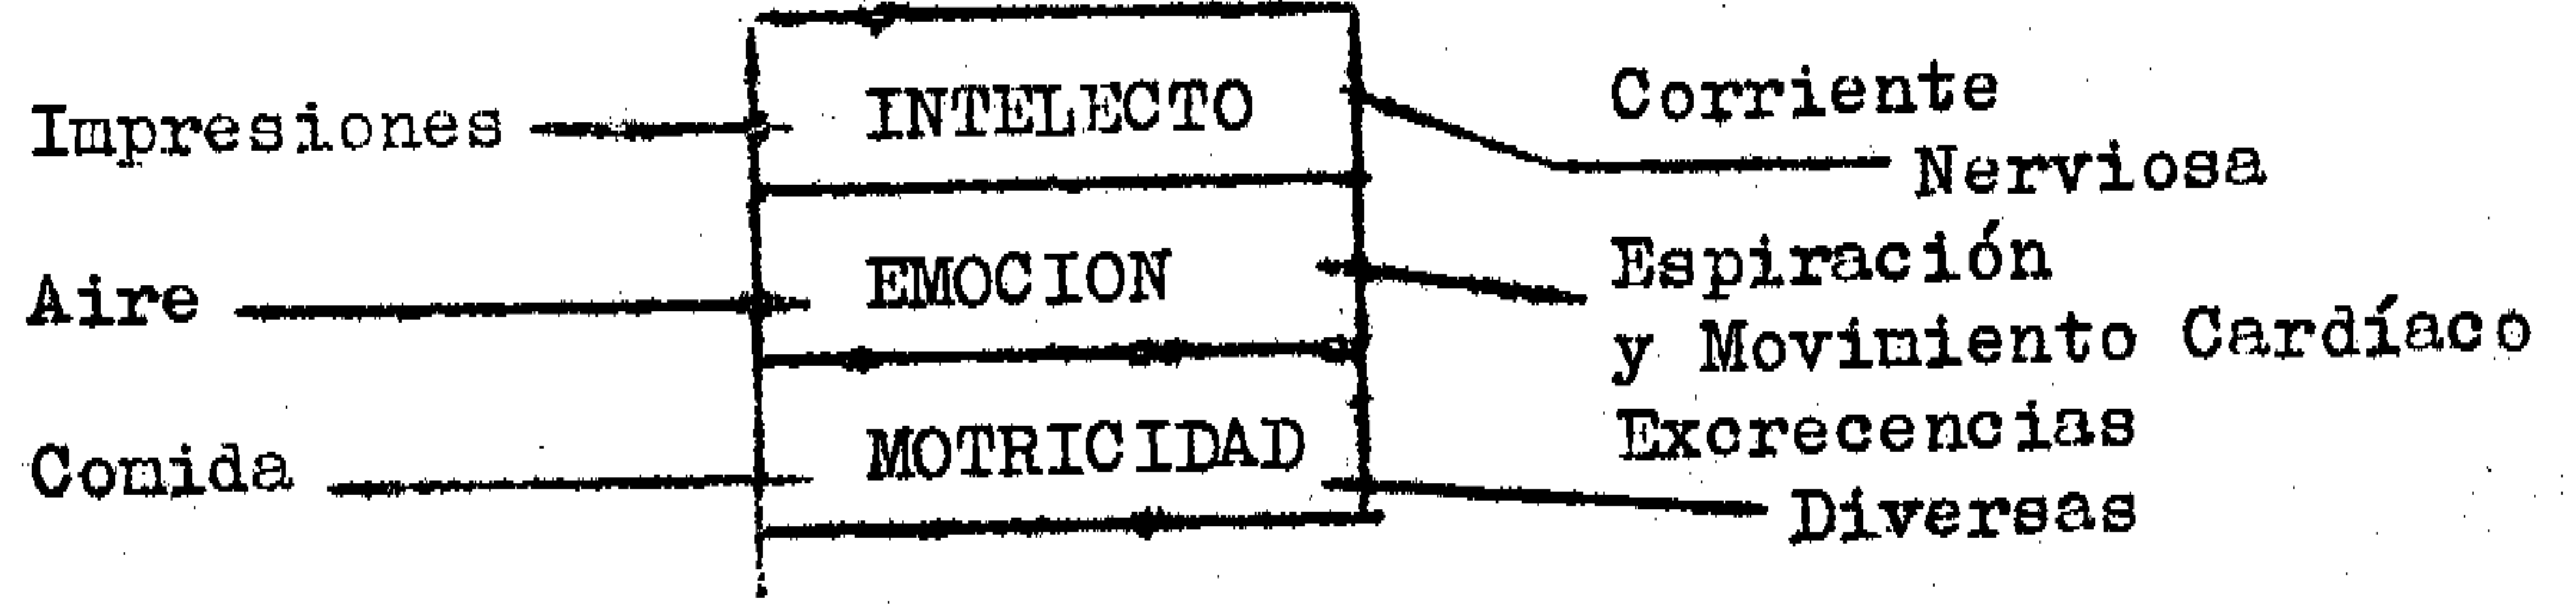 Impresiones INTELECTO Corriente
Nerviosa
Aire EMOCION Espiración
y Movimiento Cardíaco
Comida MOTRICIDAD Excrecencias
Diversas